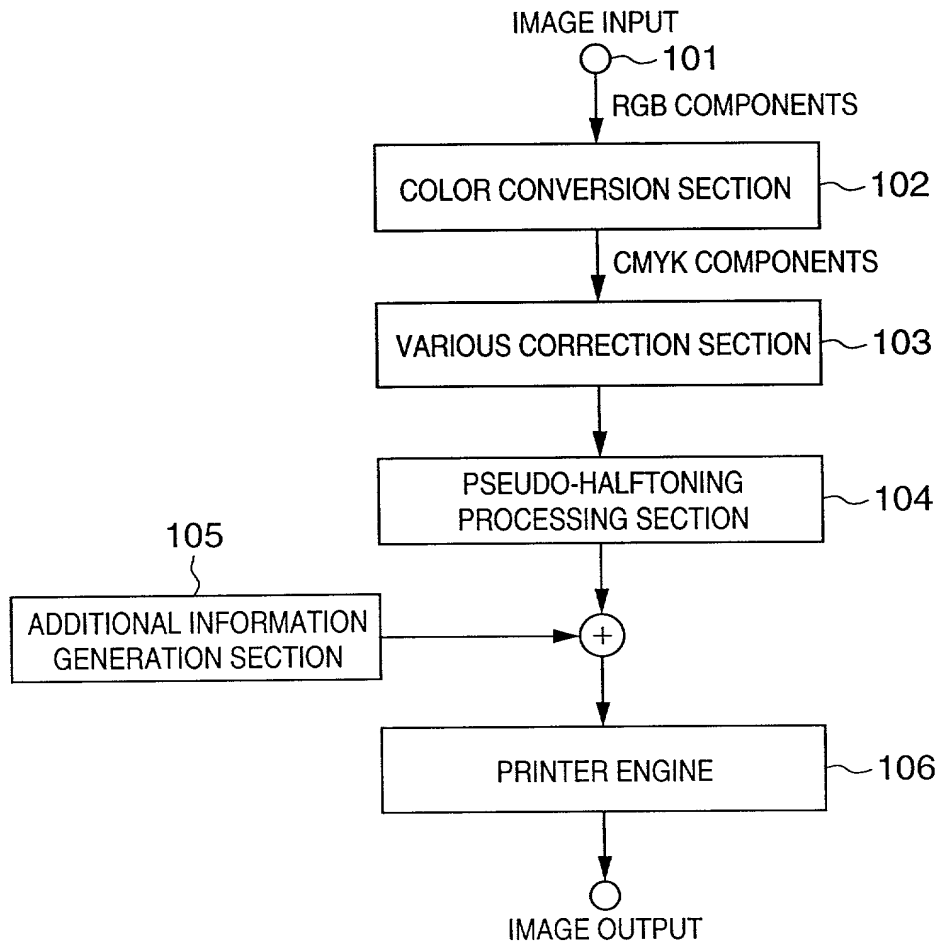 IMAGE INPUT
101
RGB COMPONENTS
COLOR CONVERSION SECTION
102
CMYK COMPONENTS
VARIOUS CORRECTION SECTION
103
PSEUDO-HALFTONING
PROCESSING SECTION
104
105
ADDITIONAL INFORMATION
GENERATION SECTION
+
PRINTER ENGINE
106
IMAGE OUTPUT